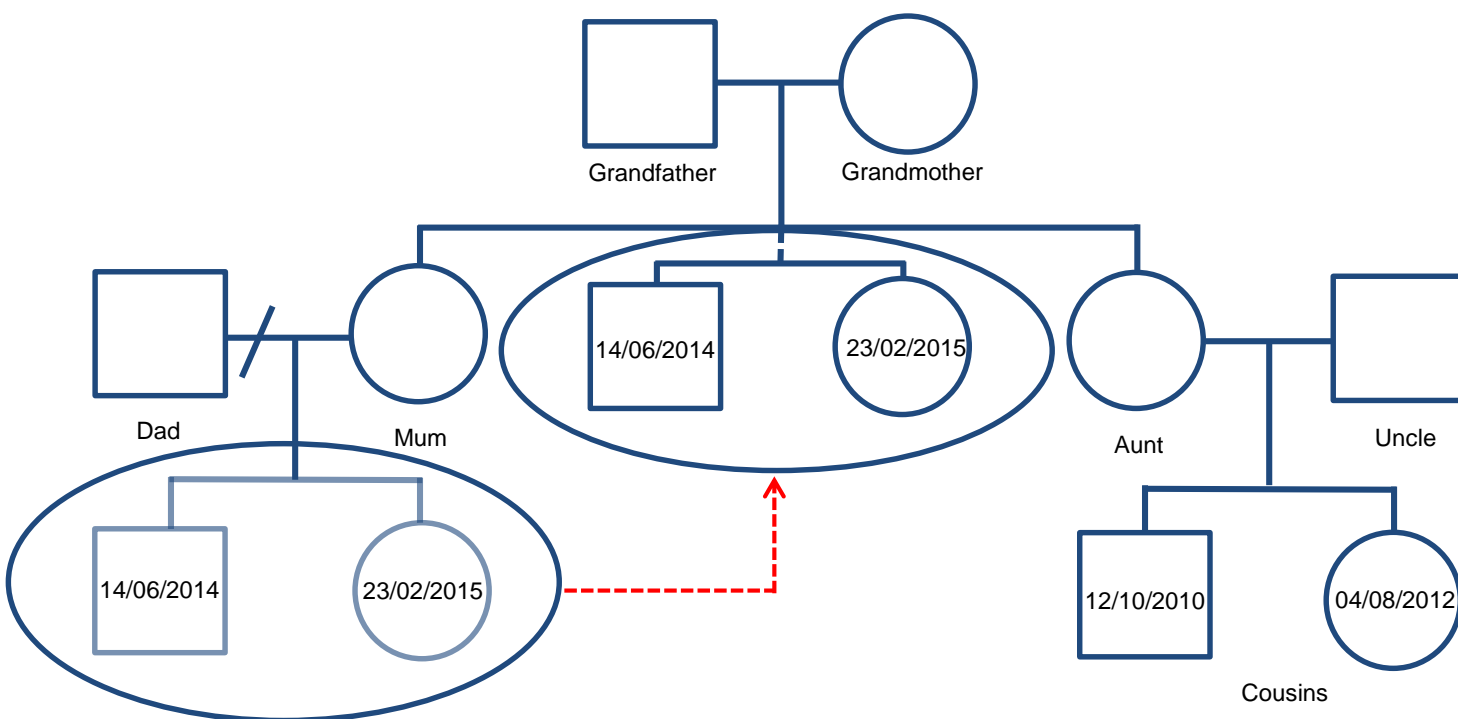 Grandfather
Grandmother
14/06/2014
23/02/2015
Dad
Mum
Aunt
Uncle
14/06/2014
23/02/2015
12/10/2010
04/08/2012
Cousins